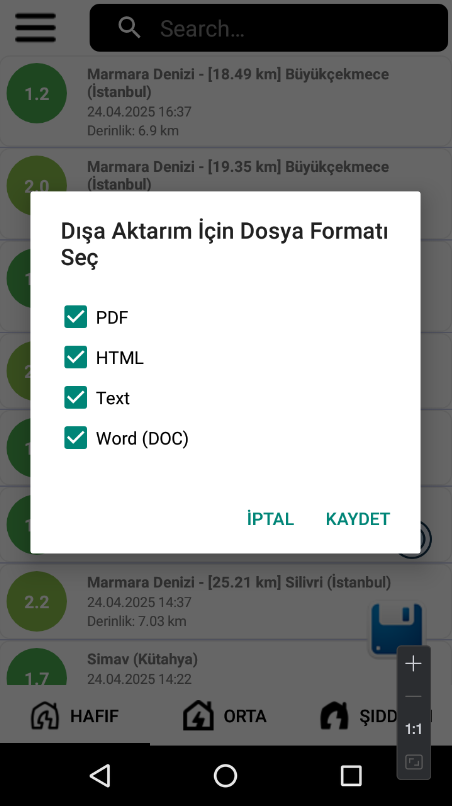 Search...
1.2
Marmara Denizi - [18.49 km] Büyükçekmece
(İstanbul)
24.04.2025 16:37
Derinlik: 6.9 km
2.0
Marmara Denizi - [19.35 km] Büyükçekmece
(İstanbul)
Dışa Aktarım İçin Dosya Formatı
Seç
PDF
HTML
Text
Word (DOC)
İPTAL
KAYDET
2.2
Marmara Denizi - [25.21 km] Silivri (İstanbul)
24.04.2025 14:37
Derinlik: 7.03 km
1.7
Simav (Kütahya)
24.04.2025 14:22
HAFIF
ORTA
1:1